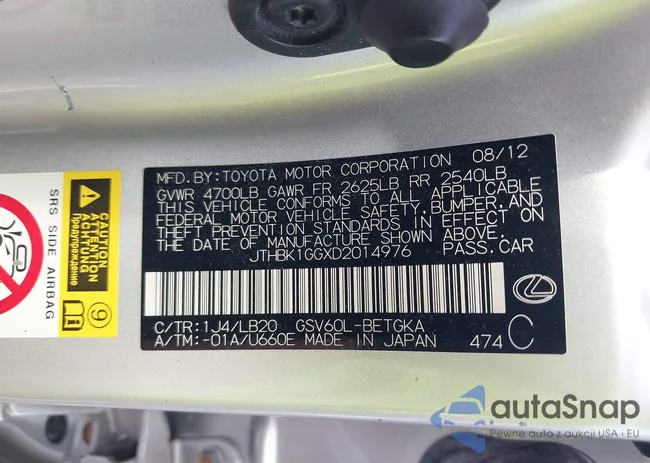 MFD.BY:TOYOTA MOTOR CORPORATION 08/12
GVWR 4700LB GAWR FR 2625LB RR 2540LB
THIS VEHICLE CONFORMS TO ALL APPLICABLE
FEDERAL MOTOR VEHICLE SAFETY,BUMPER,AND
THEFT PREVENTION STANDARDS IN EFFECT ON
THE DATE OF MANUFACTURE SHOWN ABOVE.
JTHBK1GGXD2014976 PASS.CAR
C/TR:1J4/LB20 GSV60L-BETGKA
A/TM:-01A/U660E MADE IN JAPAN 474C
SRS SIDE AIRBAG
CAUTION
ATTENTION
ACHTUNG
Предупреждение
9
autaSnap
Pewne auta z aukcji USA i EU